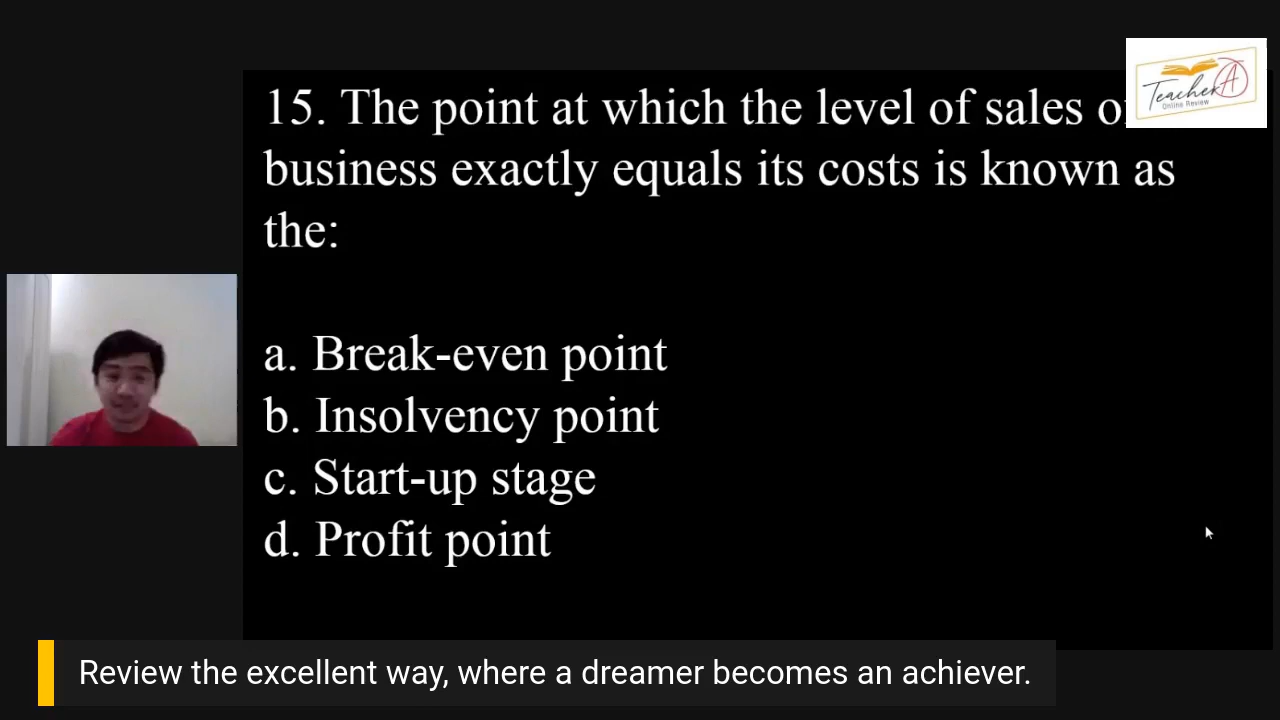 15. The point at which the level of sales
business exactly equals its costs is known as
the:
a. Break-even point
b. Insolvency point
c. Start-up stage
d. Profit point
Teacher A
Online Review
Review the excellent way, where a dreamer becomes an achiever.